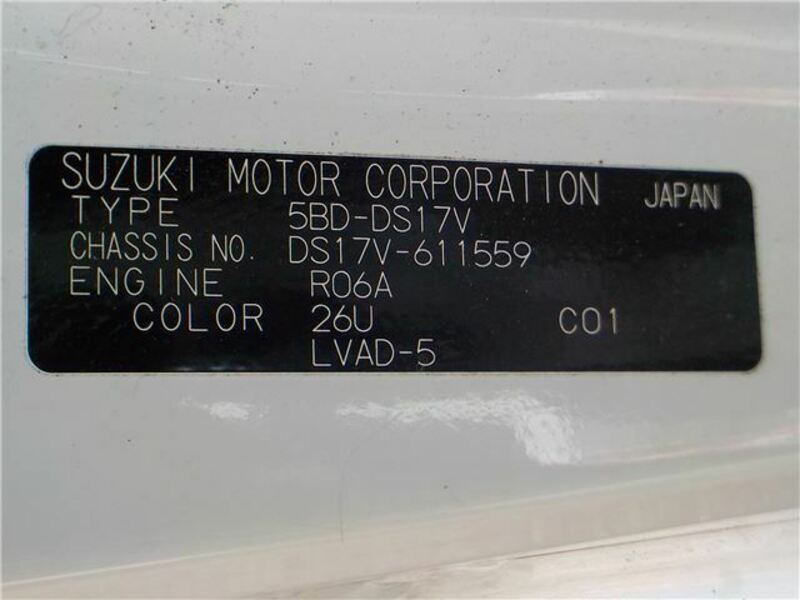 SUZUKI MOTOR CORPORATION JAPAN
TYPE 5BD-DS17V
CHASSIS NO. DS17V-611559
ENGINE R06A
COLOR 26U C01
LVAD-5